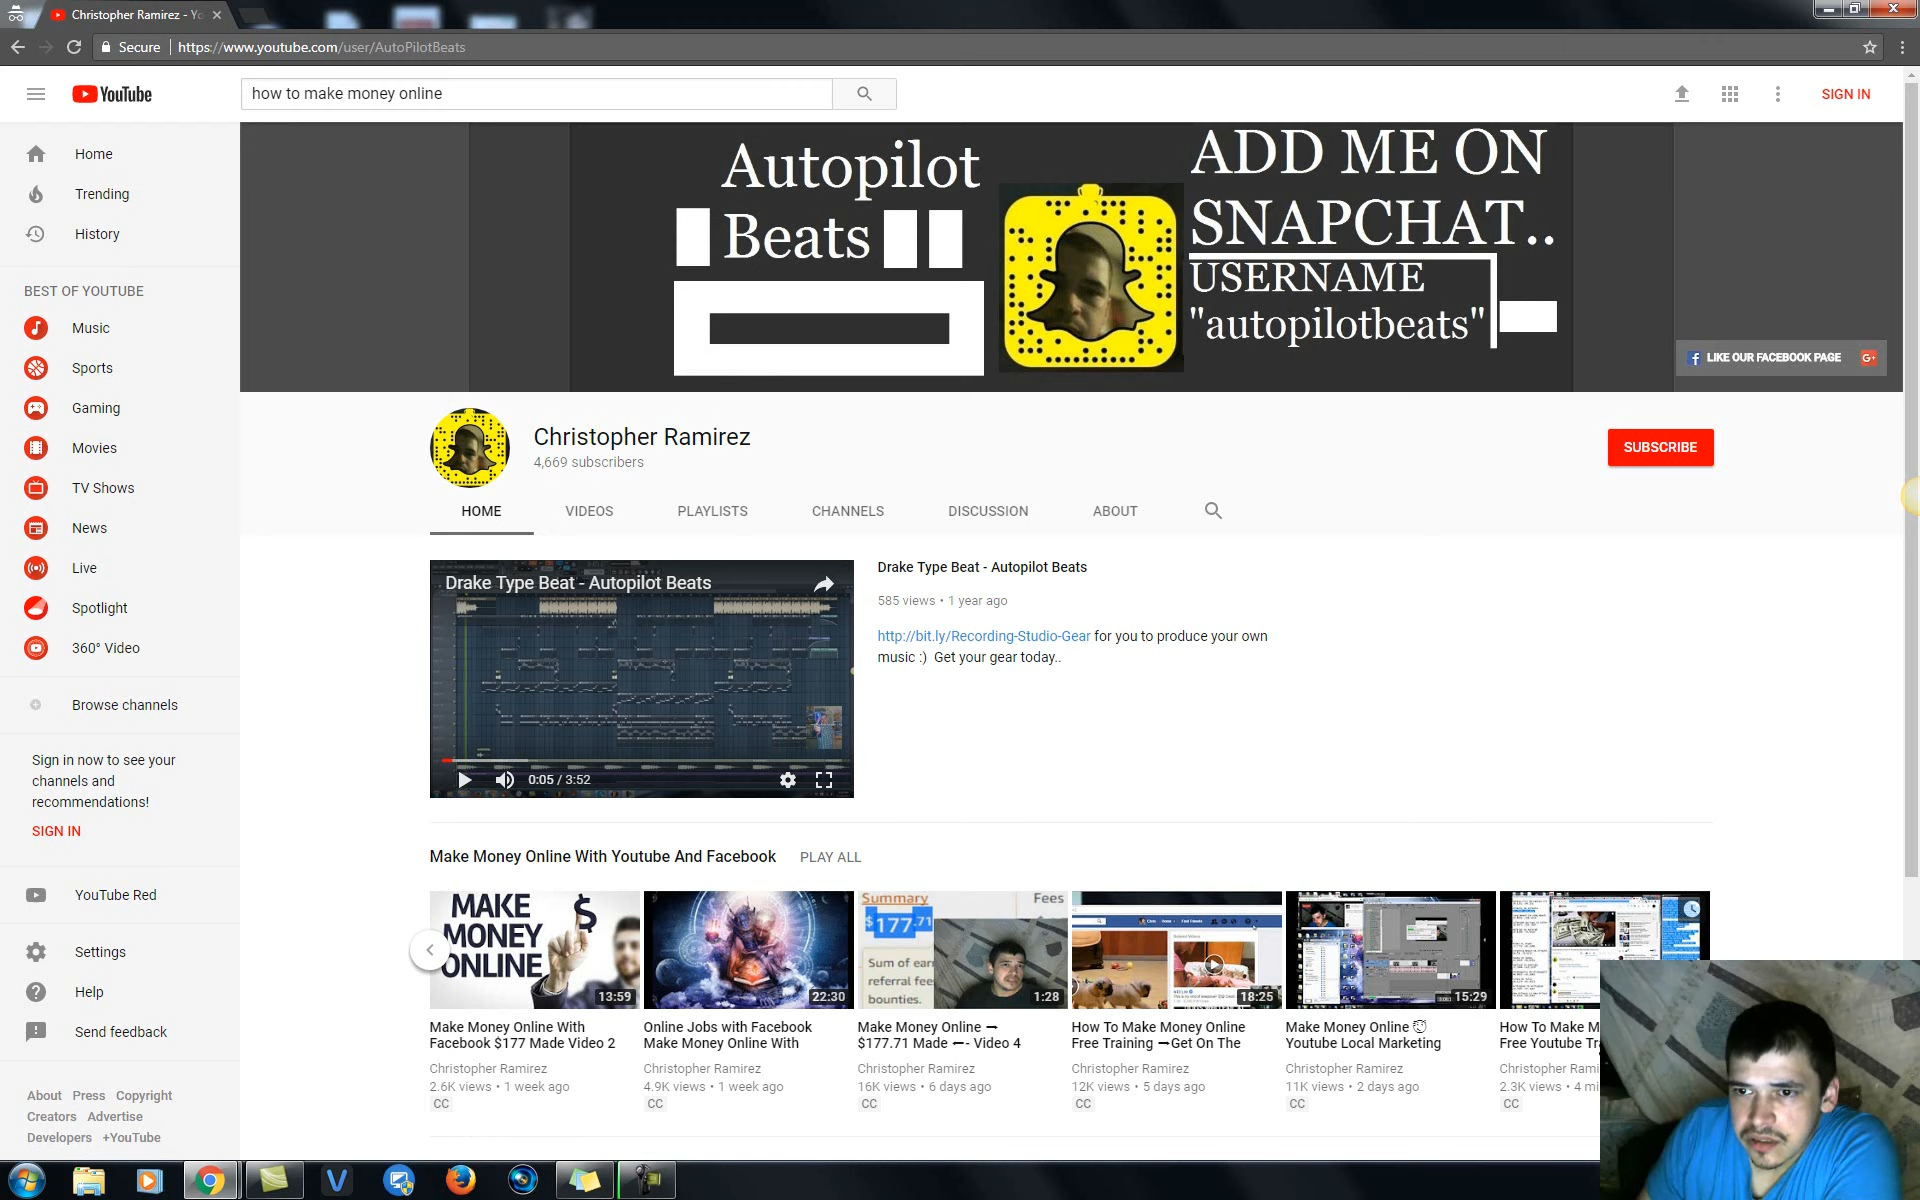 Christopher Ramirez - Yo
Secure https://www.youtube.com/user/AutoPilotBeats
YouTube
how to make money online
SIGN IN
Home
Trending
History
BEST OF YOUTUBE
Music
Sports
Gaming
Movies
TV Shows
News
Live
Spotlight
360° Video
Browse channels
Sign in now to see your
channels and
recommendations!
SIGN IN
YouTube Red
Settings
Help
Send feedback
About Press Copyright
Creators Advertise
Developers +YouTube
Autopilot
Beats
ADD ME ON
SNAPCHAT..
USERNAME
"autopilotbeats"
LIKE OUR FACEBOOK PAGE
G+
Christopher Ramirez
4,669 subscribers
SUBSCRIBE
HOME VIDEOS PLAYLISTS CHANNELS DISCUSSION ABOUT
Drake Type Beat - Autopilot Beats
0:05 / 3:52
Drake Type Beat - Autopilot Beats
585 views • 1 year ago
http://bit.ly/Recording-Studio-Gear for you to produce your own
music :) Get your gear today..
Make Money Online With Youtube And Facebook PLAY ALL
MAKE
MONEY
ONLINE
$
13:59
Make Money Online With
Facebook $177 Made Video 2
Christopher Ramirez
2.6K views • 1 week ago
CC
22:30
Online Jobs with Facebook
Make Money Online With
Christopher Ramirez
4.9K views • 1 week ago
CC
Summary Fees
$177.71
Sum of earn
referral fee
bounties.
1:28
Make Money Online ➞
$177.71 Made ⬅- Video 4
Christopher Ramirez
16K views • 6 days ago
CC
18:25
How To Make Money Online
Free Training ➞Get On The
Christopher Ramirez
12K views • 5 days ago
CC
15:29
Make Money Online
Youtube Local Marketing
Christopher Ramirez
11K views • 2 days ago
CC
How To Make M
Free Youtube Tr
Christopher Ramirez
2.3K views • 4 mi
CC